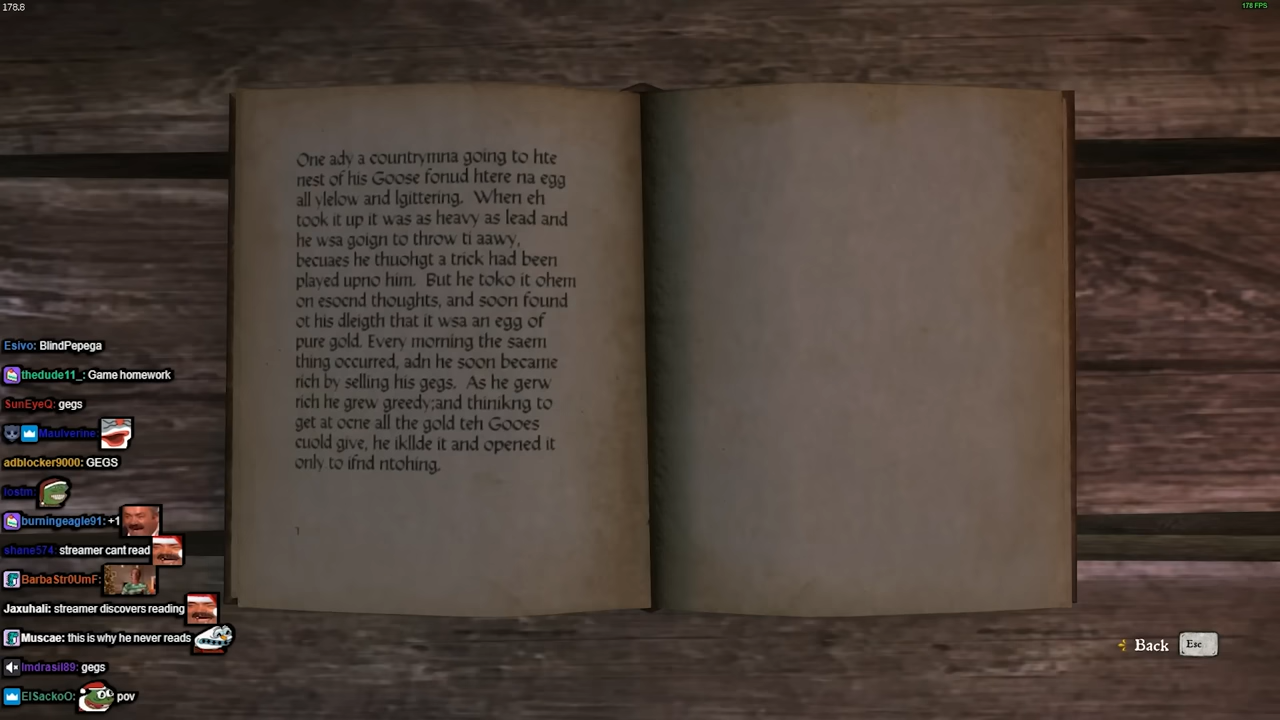 178.8
178 FPS
One ady a countrymna going to hte
nest of his Goose fonud htere na egg
all ylelow and lgittering. When eh
took it up it was as heavy as lead and
he wsa goign to throw ti aawy,
becuaes he thuohgt a trick had been
played upno him. But he toko it ohem
on esocnd thoughts, and soon found
ot his dleigth that it wsa an egg of
pure gold. Every morning the saem
thing occurred, adn he soon became
rich by selling his gegs. As he gerw
rich he grew greedy;and thinikng to
get at ocne all the gold teh Gooes
cuold give, he ikllde it and opened it
only to ifnd ntohing.
1
Esivo: BlindPepega
thedude11_: Game homework
SunEyeQ: gegs
Maulverine:
adblocker9000: GEGS
jostm:
burningeagle91: +1
shane574: streamer cant read
BarbaStr0UmF:
Jaxuhali: streamer discovers reading
Muscae: this is why he never reads
Imdrasil89: gegs
ElSackoO: pov
Back Esc